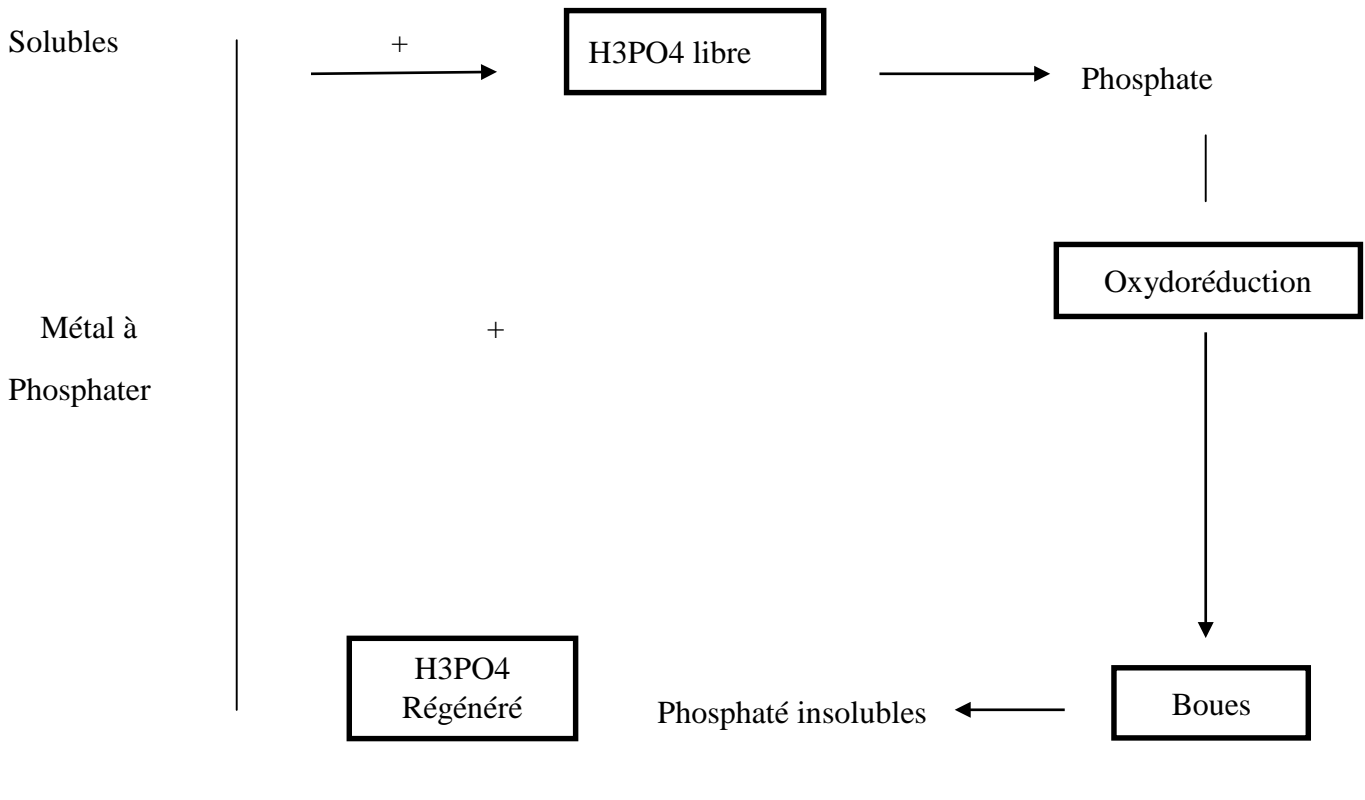 Solubles
+
H3PO4 libre
Phosphate
Oxydoréduction
Métal à
+
Phosphater
H3PO4
Régénéré
Phosphaté insolubles
Boues